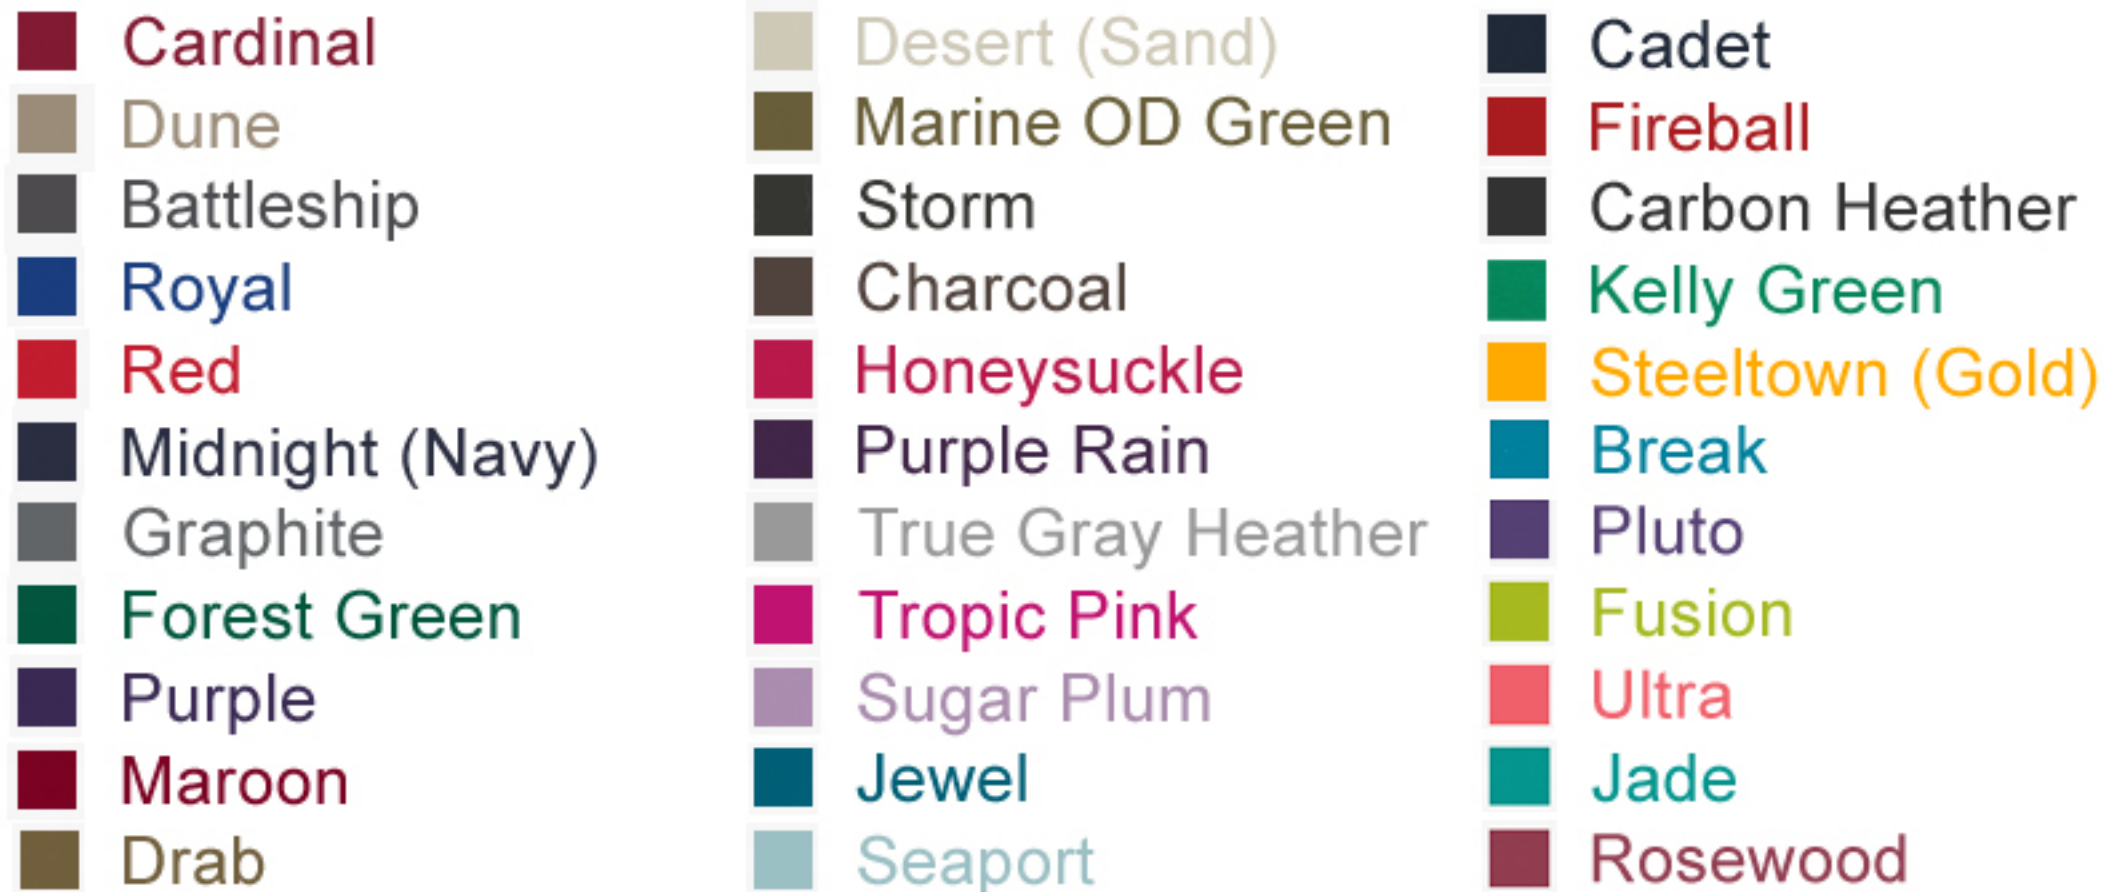 Cardinal
Dune
Battleship
Royal
Red
Midnight (Navy)
Graphite
Forest Green
Purple
Maroon
Drab
Desert (Sand)
Marine OD Green
Storm
Charcoal
Honeysuckle
Purple Rain
True Gray Heather
Tropic Pink
Sugar Plum
Jewel
Seaport
Cadet
Fireball
Carbon Heather
Kelly Green
Steeltown (Gold)
Break
Pluto
Fusion
Ultra
Jade
Rosewood